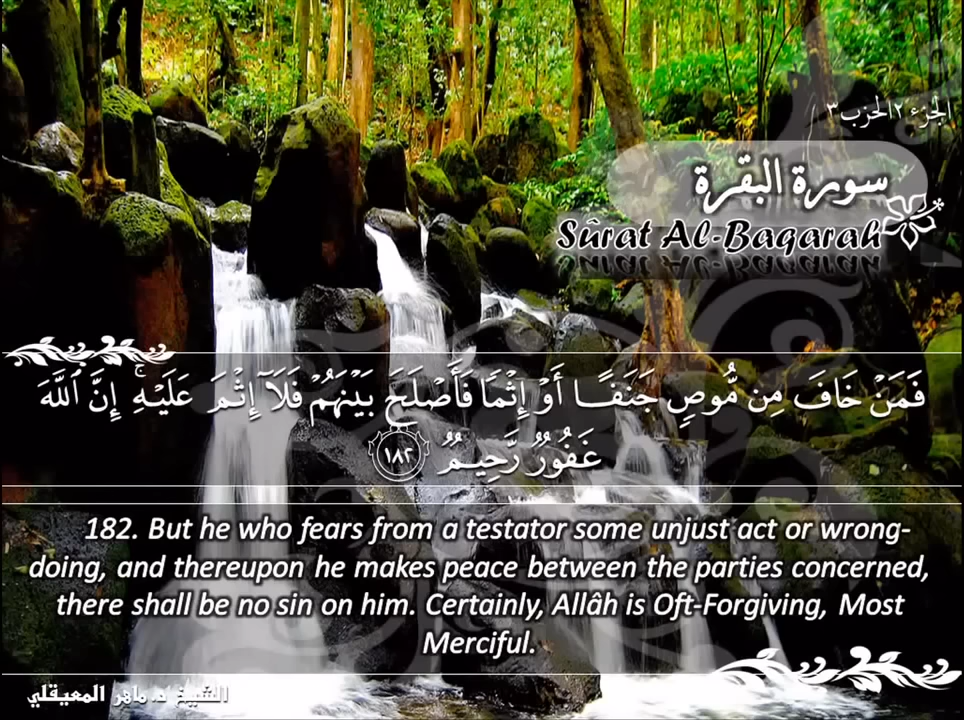 الجزء ٢ الحزب ٣
سورة البقرة
Sûrat Al-Baqarah
فَمَنْ خَافَ مِن مُّوصٍ جَنَفًا أَوْ إِثْمًا فَأَصْلَحَ بَيْنَهُمْ فَلَآ إِثْمَ عَلَيْهِ ۚ إِنَّ ٱللَّهَ
غَفُورٌ رَّحِيمٌ ١٨٢
182. But he who fears from a testator some unjust act or wrong-
doing, and thereupon he makes peace between the parties concerned,
there shall be no sin on him. Certainly, Allâh is Oft-Forgiving, Most
Merciful.
الشيخ د. ماهر المعيقلي